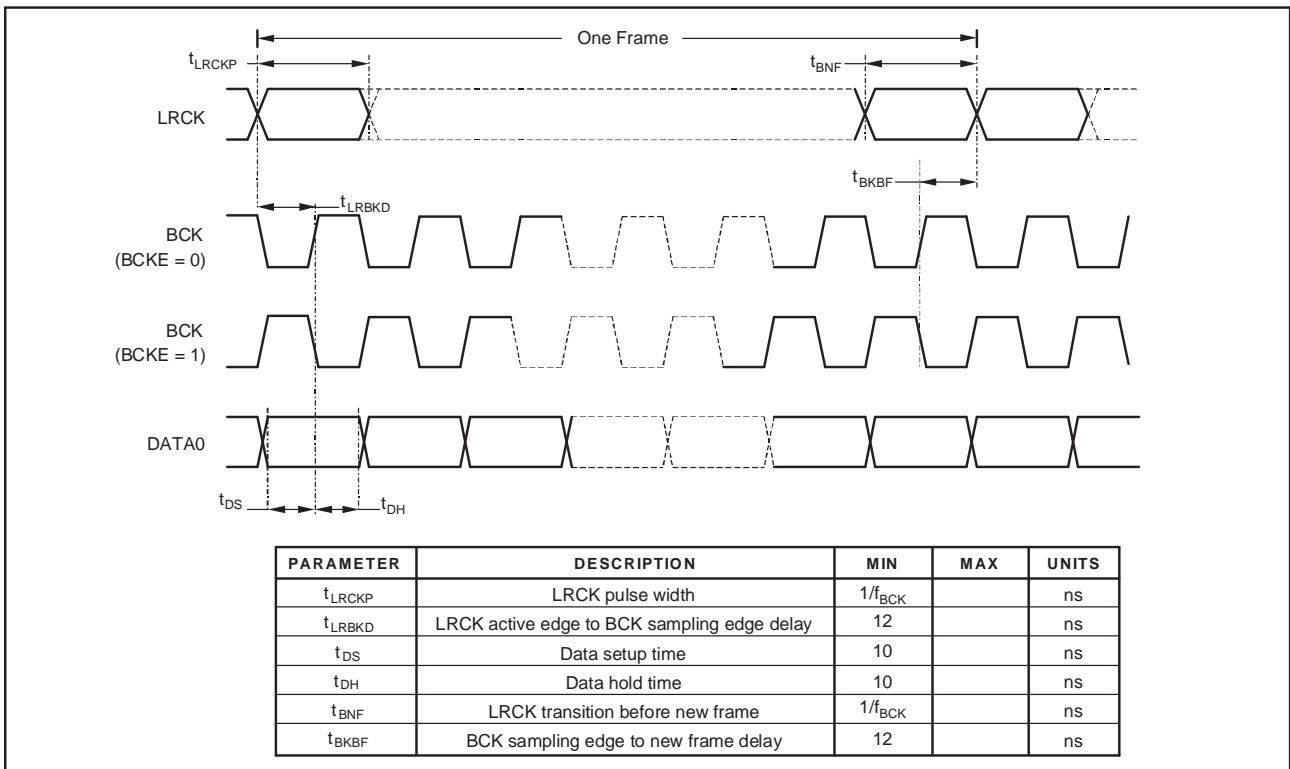 One Frame
tLRCKP
tBNF
LRCK
tBKBF
tLRBKD
BCK
(BCKE = 0)
BCK
(BCKE = 1)
DATA0
tDS
tDH
PARAMETER DESCRIPTION MIN MAX UNITS
tLRCKP LRCK pulse width 1/fBCK ns
tLRBKD LRCK active edge to BCK sampling edge delay 12 ns
tDS Data setup time 10 ns
tDH Data hold time 10 ns
tBNF LRCK transition before new frame 1/fBCK ns
tBKBF BCK sampling edge to new frame delay 12 ns